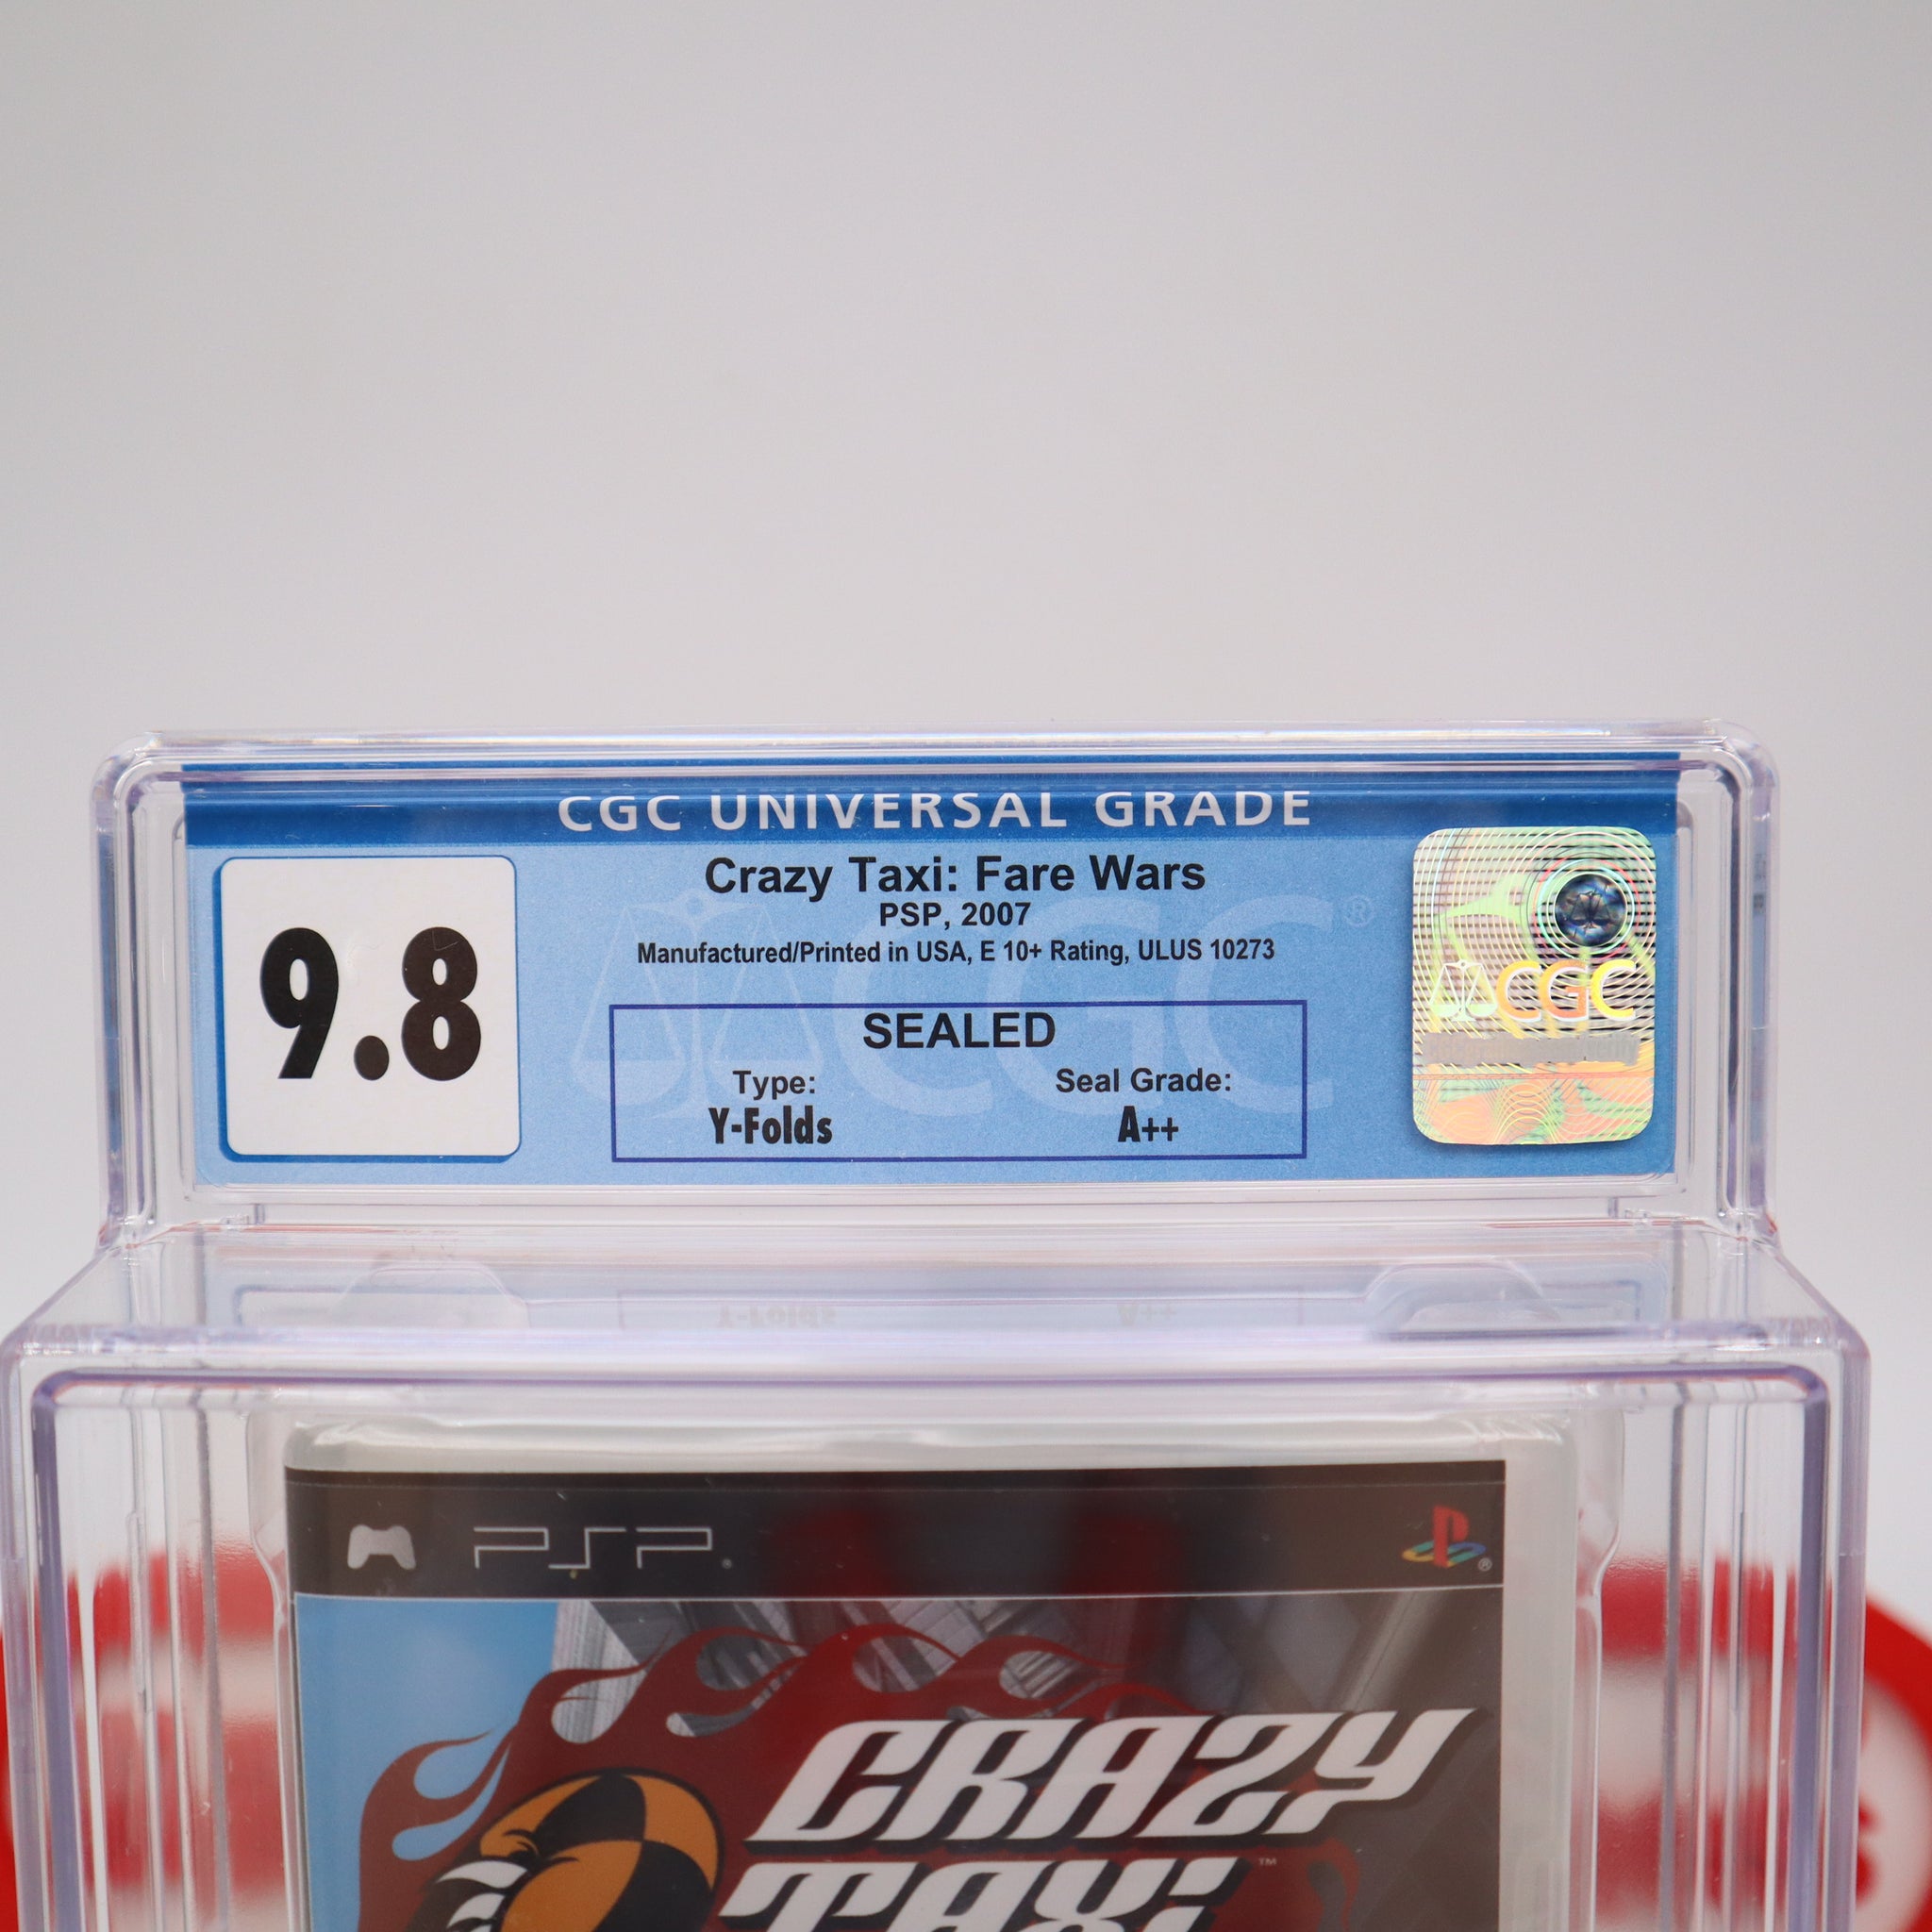 CGC UNIVERSAL GRADE
9.8
Crazy Taxi: Fare Wars
PSP, 2007
Manufactured/Printed in USA, E 10+ Rating, ULUS 10273
SEALED
Type:
Seal Grade:
Y-Folds
A++
CGC
PSP®
CRAZY
TAXI™